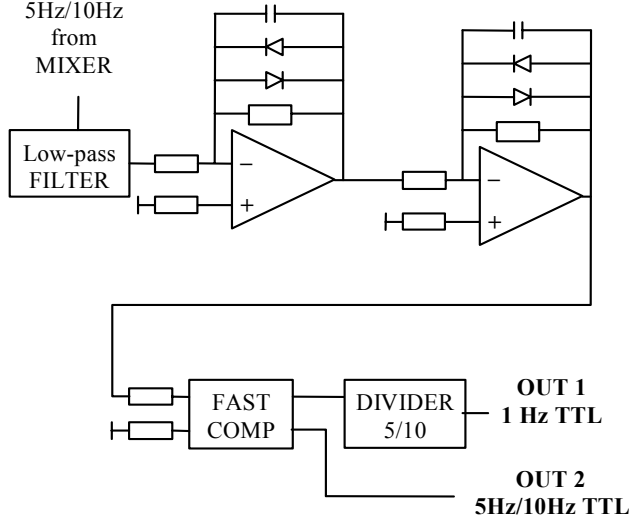 5Hz/10Hz
from
MIXER
Low-pass
FILTER
−
+
−
+
FAST
COMP
DIVIDER
5/10
OUT 1
1 Hz TTL
OUT 2
5Hz/10Hz TTL